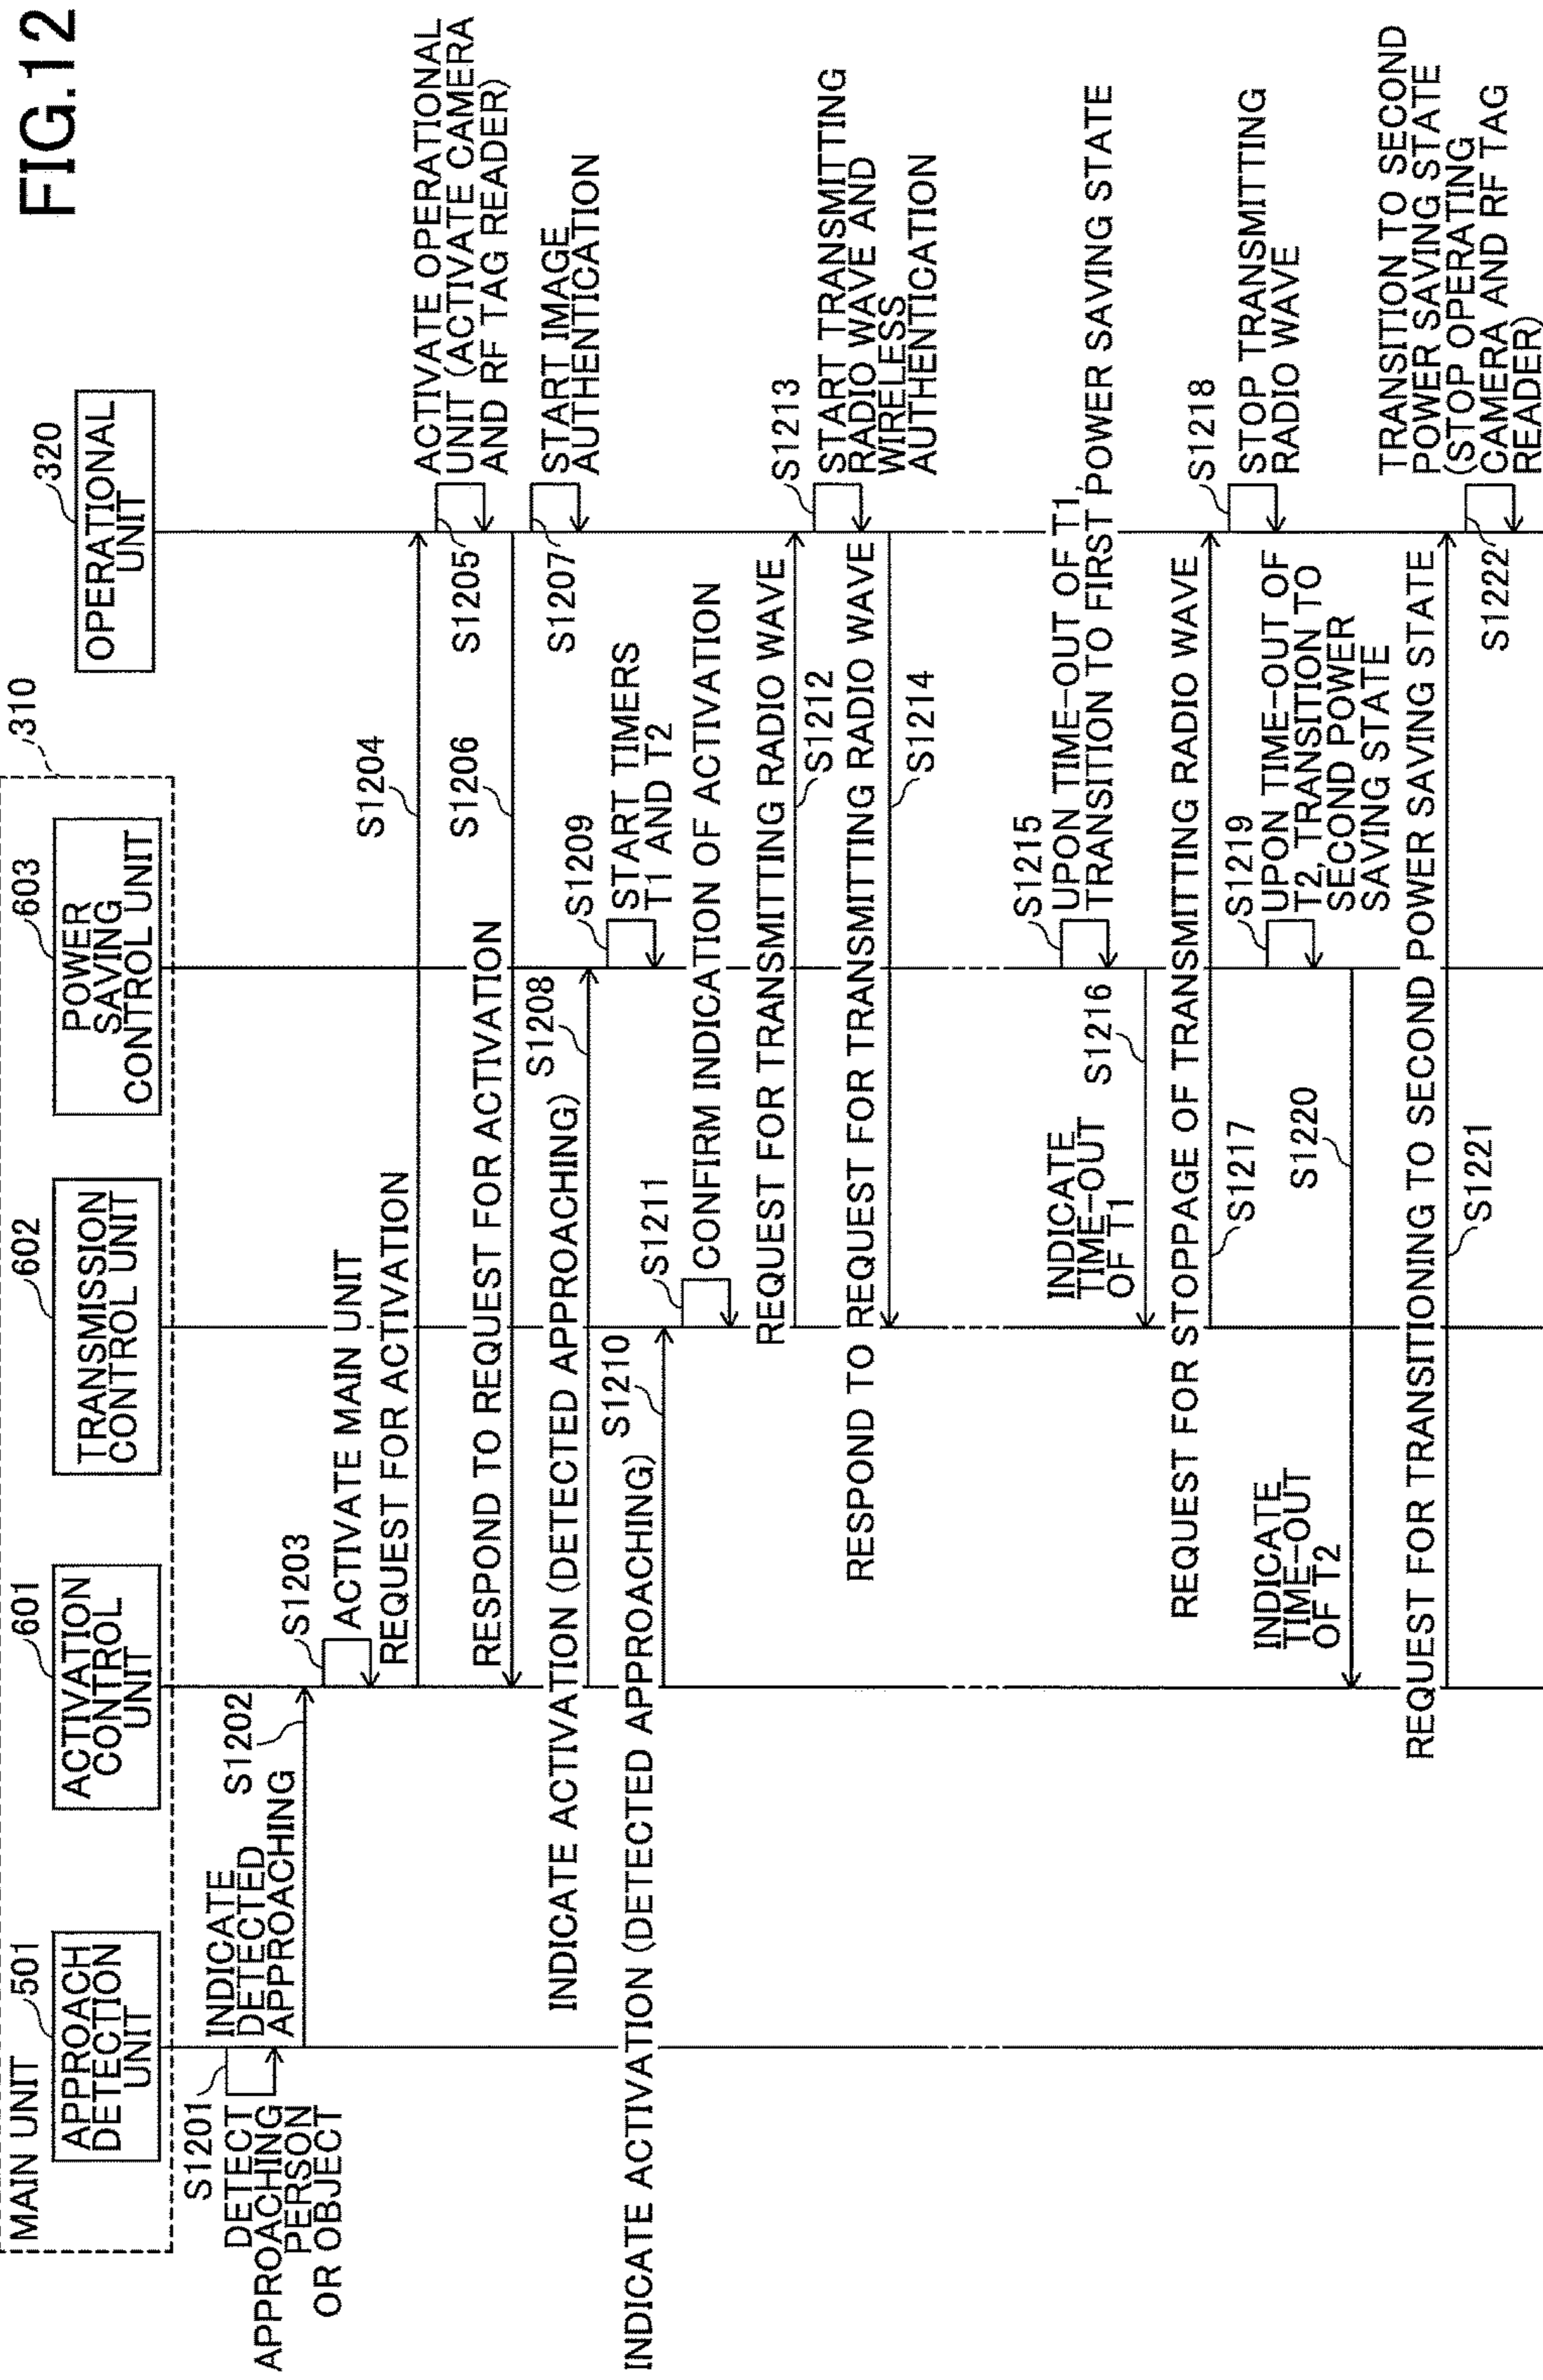 FIG.12
MAIN UNIT
310
501
APPROACH
DETECTION
UNIT
601
ACTIVATION
CONTROL
UNIT
602
TRANSMISSION
CONTROL UNIT
603
POWER
SAVING
CONTROL UNIT
320
OPERATIONAL
UNIT
S1201
DETECT
APPROACHING
PERSON
OR OBJECT
INDICATE
DETECTED
APPROACHING
S1202
S1203
ACTIVATE MAIN UNIT
REQUEST FOR ACTIVATION
S1204
ACTIVATE OPERATIONAL
UNIT (ACTIVATE CAMERA
AND RF TAG READER)
S1205
RESPOND TO REQUEST FOR ACTIVATION
S1206
START IMAGE
AUTHENTICATION
S1207
INDICATE ACTIVATION (DETECTED APPROACHING)
S1208
S1209
START TIMERS
T1 AND T2
INDICATE ACTIVATION (DETECTED APPROACHING)
S1210
S1211
CONFIRM INDICATION OF ACTIVATION
REQUEST FOR TRANSMITTING RADIO WAVE
S1212
S1213
START TRANSMITTING
RADIO WAVE AND
WIRELESS
AUTHENTICATION
RESPOND TO REQUEST FOR TRANSMITTING RADIO WAVE
S1214
S1215
UPON TIME-OUT OF T1,
TRANSITION TO FIRST POWER SAVING STATE
INDICATE
TIME-OUT
OF T1
S1216
REQUEST FOR STOPPAGE OF TRANSMITTING RADIO WAVE
S1217
S1218
STOP TRANSMITTING
RADIO WAVE
S1219
UPON TIME-OUT OF
T2, TRANSITION TO
SECOND POWER
SAVING STATE
INDICATE
TIME-OUT
OF T2
S1220
REQUEST FOR TRANSITIONING TO SECOND POWER SAVING STATE
S1221
TRANSITION TO SECOND
POWER SAVING STATE
(STOP OPERATING
CAMERA AND RF TAG
READER)
S1222